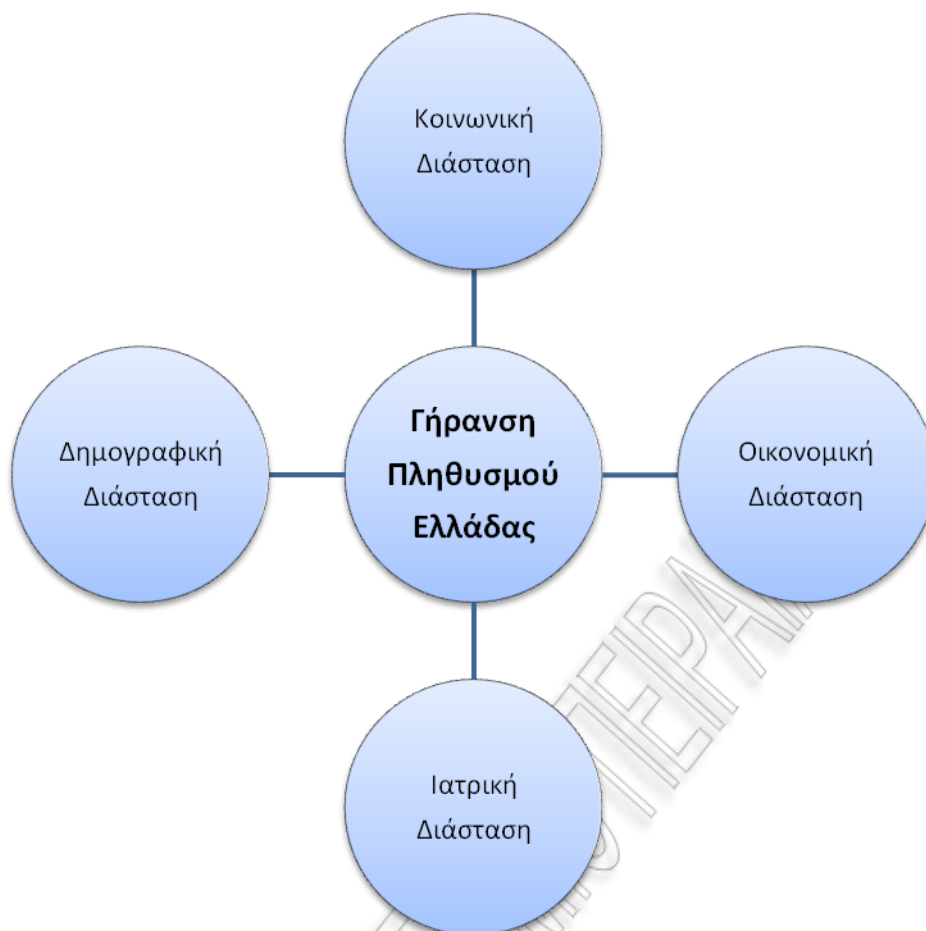 Κοινωνική
Διάσταση
Δημογραφική
Διάσταση
Γήρανση
Πληθυσμού
Ελλάδας
Οικονομική
Διάσταση
Ιατρική
Διάσταση